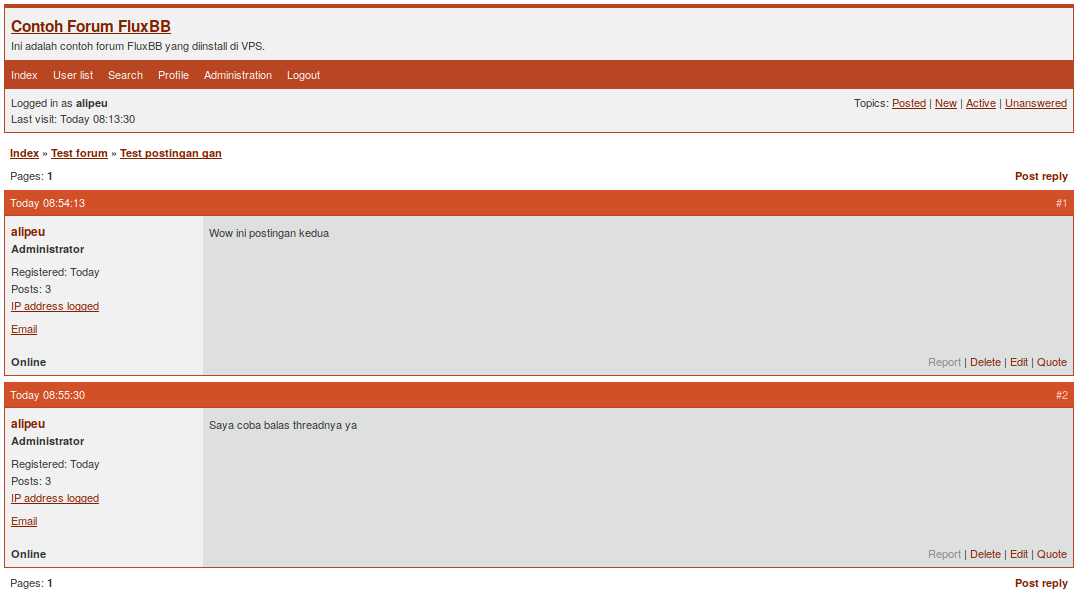 Contoh Forum FluxBB
Ini adalah contoh forum FluxBB yang diinstall di VPS.
Index User list Search Profile Administration Logout
Logged in as alipeu Topics: Posted | New | Active | Unanswered
Last visit: Today 08:13:30
Index » Test forum » Test postingan gan
Pages: 1 Post reply
Today 08:54:13 #1
alipeu Wow ini postingan kedua
Administrator
Registered: Today
Posts: 3
IP address logged
Email
Online Report | Delete | Edit | Quote
Today 08:55:30 #2
alipeu Saya coba balas threadnya ya
Administrator
Registered: Today
Posts: 3
IP address logged
Email
Online Report | Delete | Edit | Quote
Pages: 1 Post reply